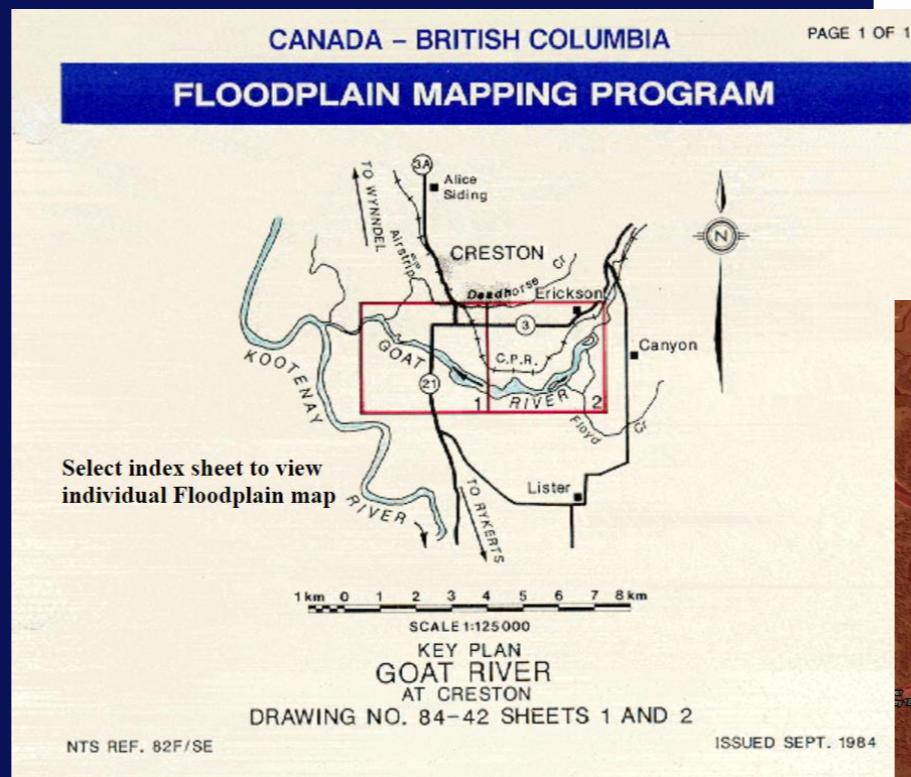 CANADA – BRITISH COLUMBIA
PAGE 1 OF 1
FLOODPLAIN MAPPING PROGRAM
3A
Alice
Siding
TO WYNNDEL
Airstrip
CRESTON
N
Deadhorse Cr
Erickson
3
Canyon
GOAT
C.P.R.
KOOTENAY
21
1
RIVER
2
Floyd
Cr
Select index sheet to view
individual Floodplain map
Lister
RIVER
TO RYKERTS
1 km 0 1 2 3 4 5 6 7 8 km
SCALE 1:125 000
KEY PLAN
GOAT RIVER
AT CRESTON
DRAWING NO. 84-42 SHEETS 1 AND 2
NTS REF. 82F/SE
ISSUED SEPT. 1984